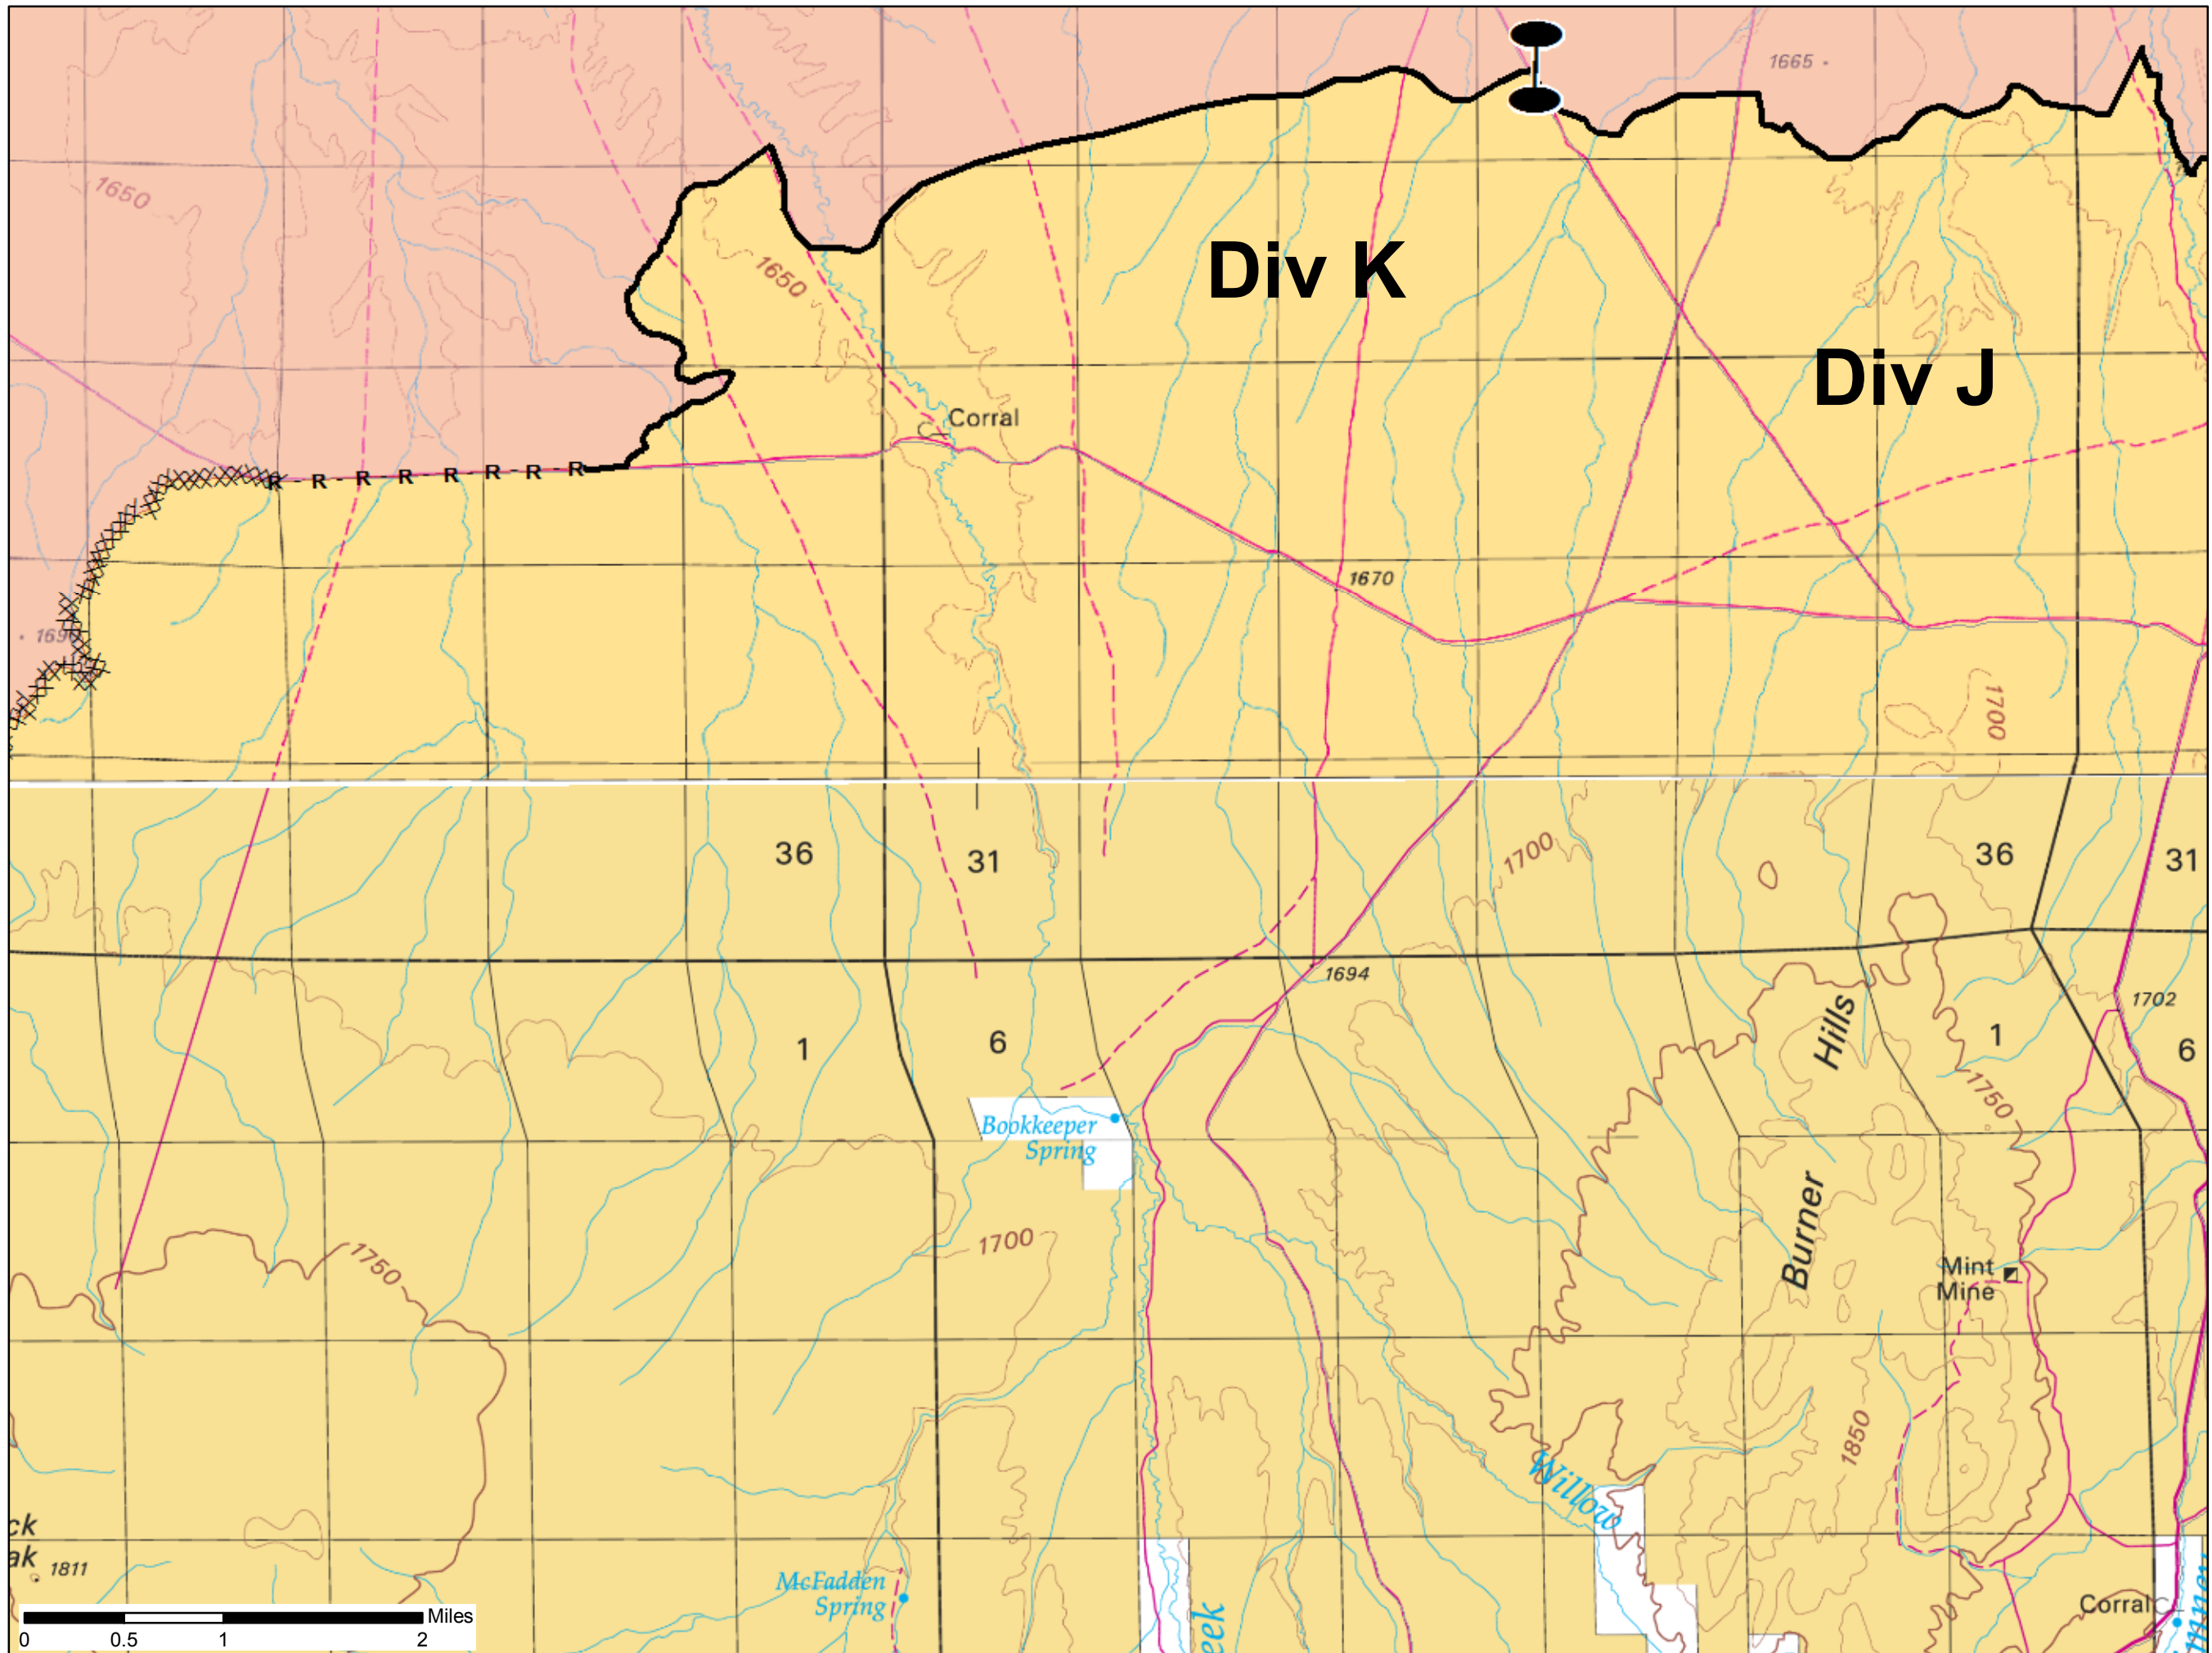 1665
1650
Div K
1650
Div J
Corral
R - R - R - R - R - R - R - R
1670
1700
36
31
1700
36
31
1694
1702
Hills
1
6
1
6
1750
Bookkeeper
Spring
1700
1750
Burner
Mint
Mine
1850
Willow
ck
ak
1811
McFadden
Spring
eek
Corral
Miles
0 0.5 1 2